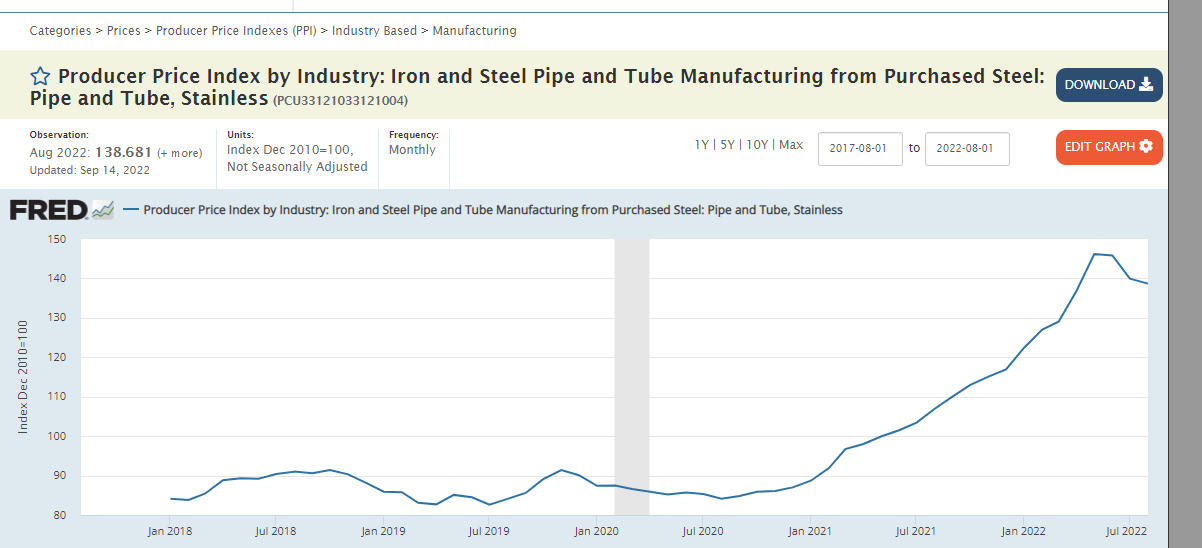 Categories > Prices > Producer Price Indexes (PPI) > Industry Based > Manufacturing
Producer Price Index by Industry: Iron and Steel Pipe and Tube Manufacturing from Purchased Steel:
Pipe and Tube, Stainless (PCU33121033121004)
DOWNLOAD
Observation:
Aug 2022: 138.681 (+ more)
Updated: Sep 14, 2022
Units:
Index Dec 2010=100,
Not Seasonally Adjusted
Frequency:
Monthly
1Y | 5Y | 10Y | Max
2017-08-01 to 2022-08-01
EDIT GRAPH
FRED
Producer Price Index by Industry: Iron and Steel Pipe and Tube Manufacturing from Purchased Steel: Pipe and Tube, Stainless
Index Dec 2010=100
150
140
130
120
110
100
90
80
Jan 2018 Jul 2018 Jan 2019 Jul 2019 Jan 2020 Jul 2020 Jan 2021 Jul 2021 Jan 2022 Jul 2022